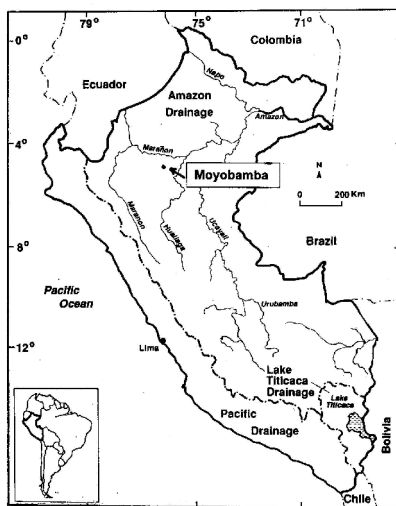 79
75
71
0°
Colombia
Ecuador
Napo
Amazon
Drainage
Amazon
4°
Marañon
Moyobamba
N
0 200 Km
Marañon
Huallaga
Ucayali
8°
Brazil
Pacific
Ocean
Urubamba
12°
Lima
Lake
Titicaca
Drainage
Lake
Titicaca
Pacific
Drainage
Bolivia
Chile